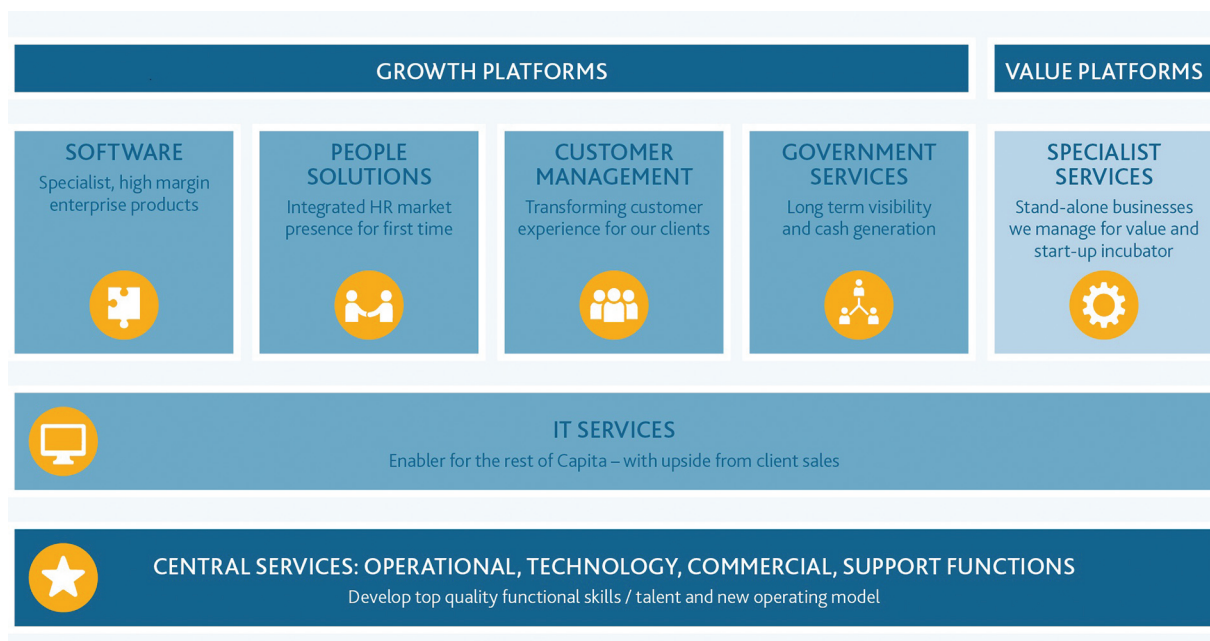 GROWTH PLATFORMS
VALUE PLATFORMS
SOFTWARE
Specialist, high margin
enterprise products
PEOPLE
SOLUTIONS
Integrated HR market
presence for first time
CUSTOMER
MANAGEMENT
Transforming customer
experience for our clients
GOVERNMENT
SERVICES
Long term visibility
and cash generation
SPECIALIST
SERVICES
Stand-alone businesses
we manage for value and
start-up incubator
IT SERVICES
Enabler for the rest of Capita – with upside from client sales
CENTRAL SERVICES: OPERATIONAL, TECHNOLOGY, COMMERCIAL, SUPPORT FUNCTIONS
Develop top quality functional skills / talent and new operating model